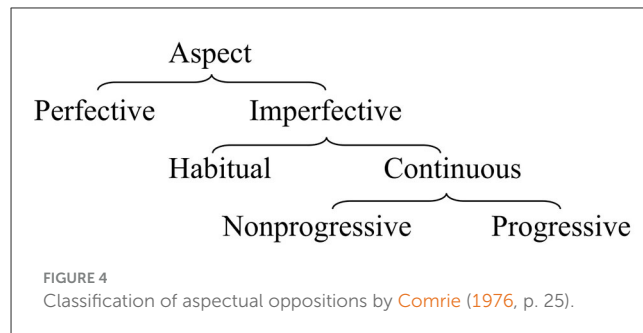 Aspect
Perfective Imperfective
Habitual Continuous
Nonprogressive Progressive
FIGURE 4
Classification of aspectual oppositions by Comrie (1976, p. 25).